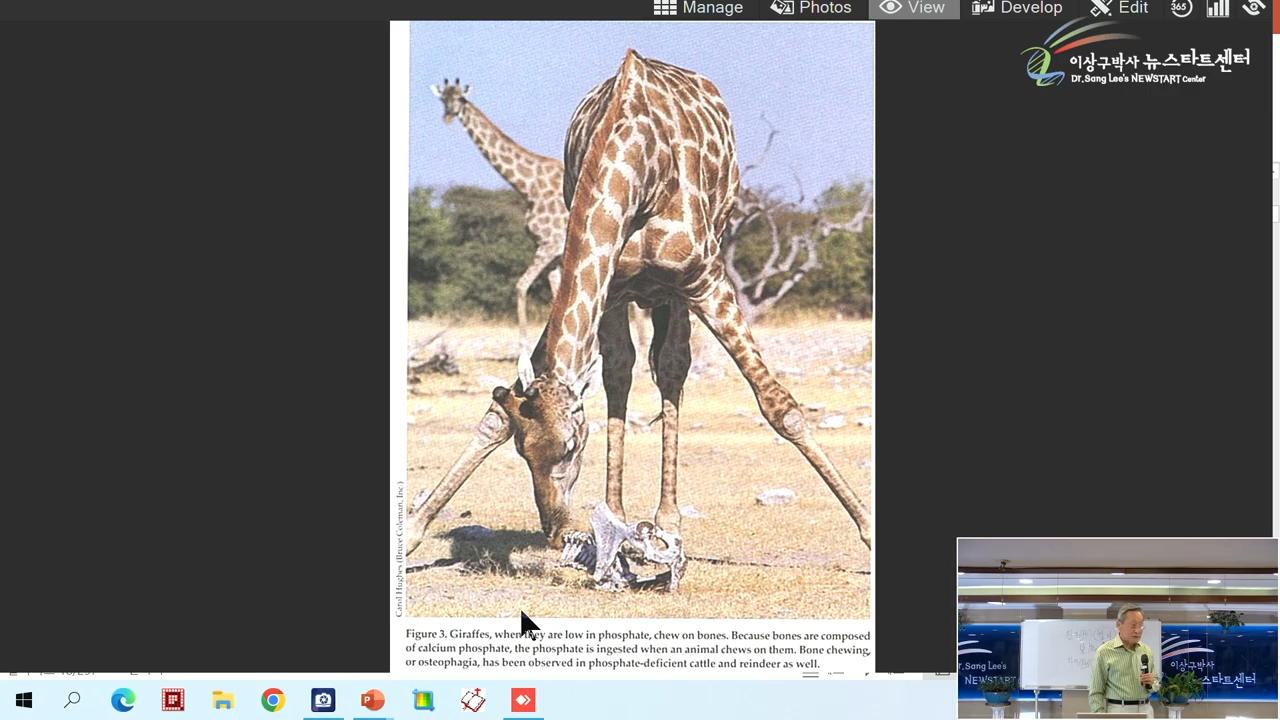 Manage Photos View Develop Edit 365
이상구박사 뉴스타트센터
Dr.Sang Lee's NEWSTART Center
Carol Hughes (Bruce Coleman, Inc.)
Figure 3. Giraffes, when they are low in phosphate, chew on bones. Because bones are composed
of calcium phosphate, the phosphate is ingested when an animal chews on them. Bone chewing,
or osteophagia, has been observed in phosphate-deficient cattle and reindeer as well.
Dr.Sang Lee's
이상구박사
뉴스타트센터